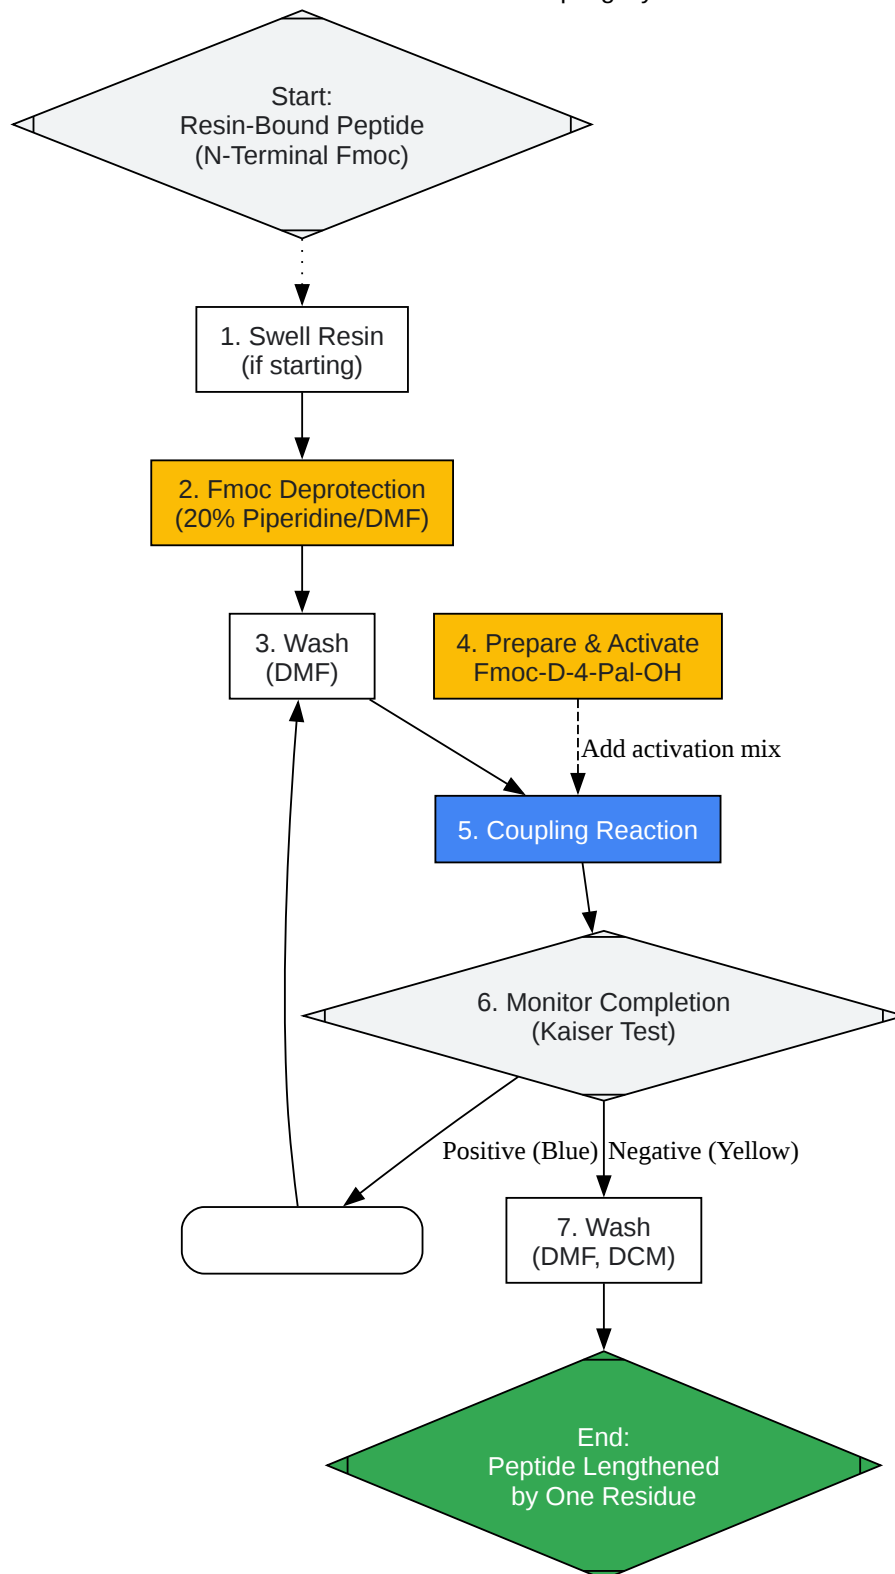 Start:
Resin-Bound Peptide
(N-Terminal Fmoc)
1. Swell Resin
(if starting)
2. Fmoc Deprotection
(20% Piperidine/DMF)
3. Wash
(DMF)
4. Prepare & Activate
Fmoc-D-4-Pal-OH
Add activation mix
5. Coupling Reaction
6. Monitor Completion
(Kaiser Test)
Positive (Blue)
Negative (Yellow)
7. Wash
(DMF, DCM)
End:
Peptide Lengthened
by One Residue